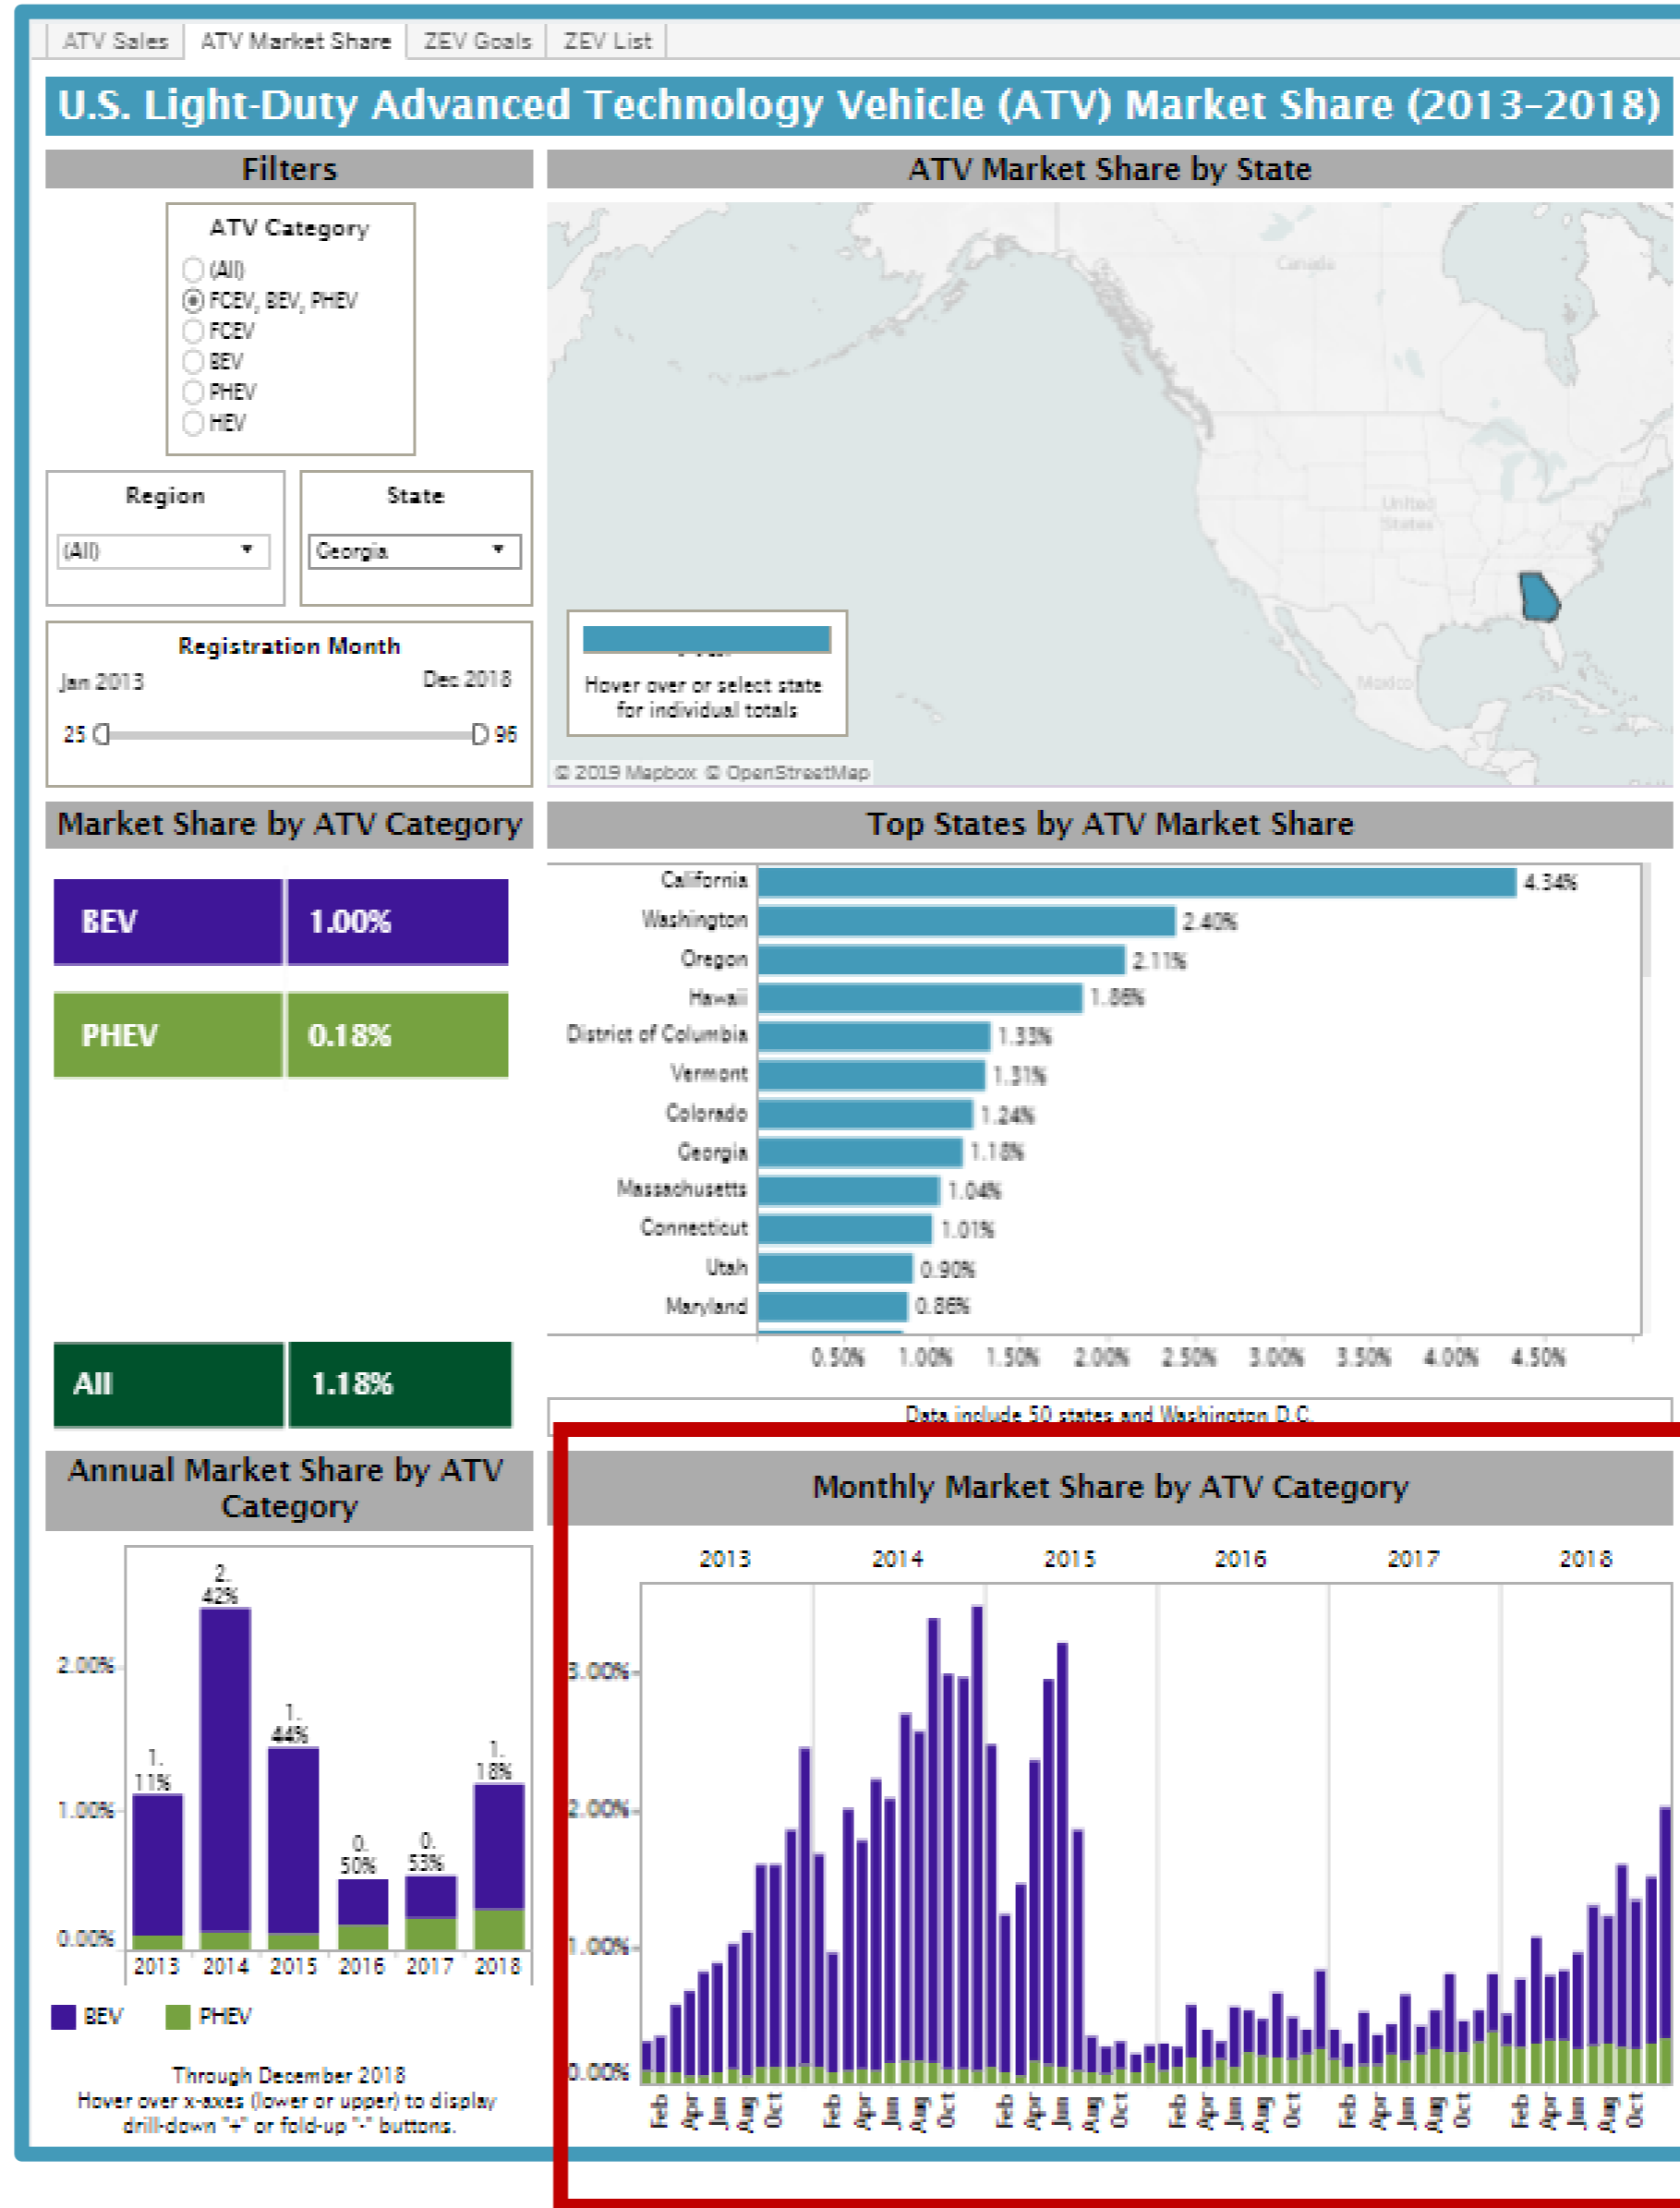 ATV Sales ATV Market Share ZEV Goals ZEV List
U.S. Light-Duty Advanced Technology Vehicle (ATV) Market Share (2013-2018)
Filters
ATV Category
(All)
FCEV, BEV, PHEV
FCEV
BEV
PHEV
HEV
Region
(All)
State
Georgia
Registration Month
Jan 2013 Dec 2018
25 96
ATV Market Share by State
Canada
United
States
Mexico
Hover over or select state
for individual totals
© 2019 Mapbox © OpenStreetMap
Market Share by ATV Category
BEV 1.00%
PHEV 0.18%
All 1.18%
Top States by ATV Market Share
California 4.34%
Washington 2.40%
Oregon 2.11%
Hawaii 1.86%
District of Columbia 1.33%
Vermont 1.31%
Colorado 1.24%
Georgia 1.18%
Massachusetts 1.04%
Connecticut 1.01%
Utah 0.90%
Maryland 0.86%
0.50% 1.00% 1.50% 2.00% 2.50% 3.00% 3.50% 4.00% 4.50%
Data include 50 states and Washington D.C.
Annual Market Share by ATV
Category
2.
42%
2.00%
1.
44%
1.
11%
1.
18%
1.00%
0.
50%
0.
53%
0.00%
2013 2014 2015 2016 2017 2018
BEV PHEV
Through December 2018
Hover over x-axes (lower or upper) to display
drill-down "+" or fold-up "-" buttons.
Monthly Market Share by ATV Category
2013 2014 2015 2016 2017 2018
3.00%
2.00%
1.00%
0.00%
Feb Apr Jun Aug Oct Feb Apr Jun Aug Oct Feb Apr Jun Aug Oct Feb Apr Jun Aug Oct Feb Apr Jun Aug Oct Feb Apr Jun Aug Oct